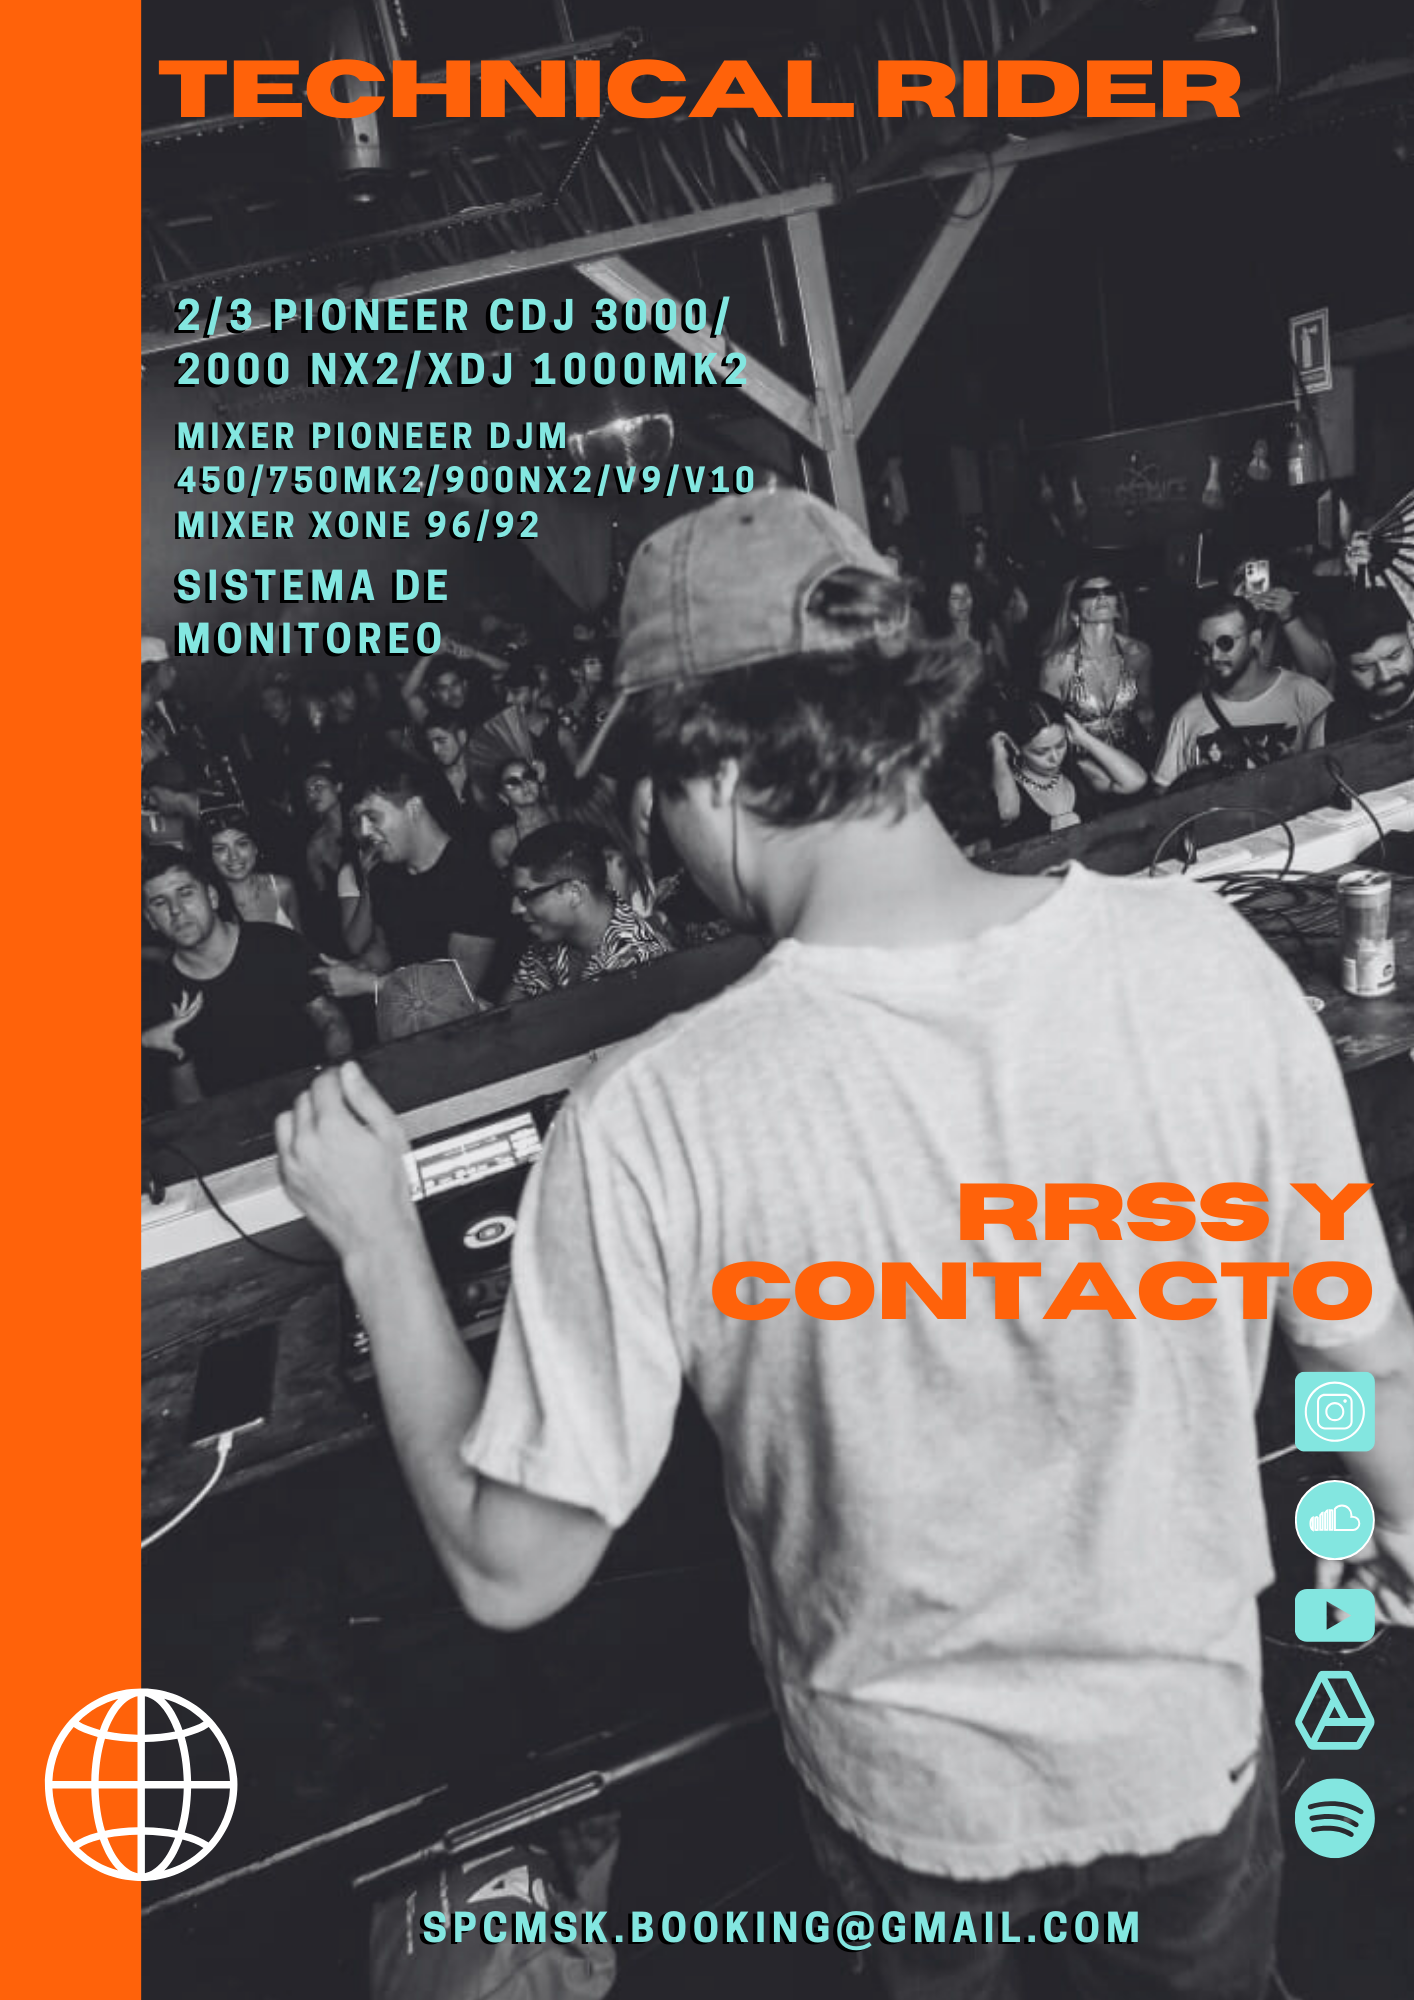 TECHNICAL RIDER
2/3 PIONEER CDJ 3000/
2000 NX2/XDJ 1000MK2
MIXER PIONEER DJM
450/750MK2/900NX2/V9/V10
MIXER XONE 96/92
SISTEMA DE
MONITOREO
RRSS Y
CONTACTO
SPCMSK.BOOKING@GMAIL.COM